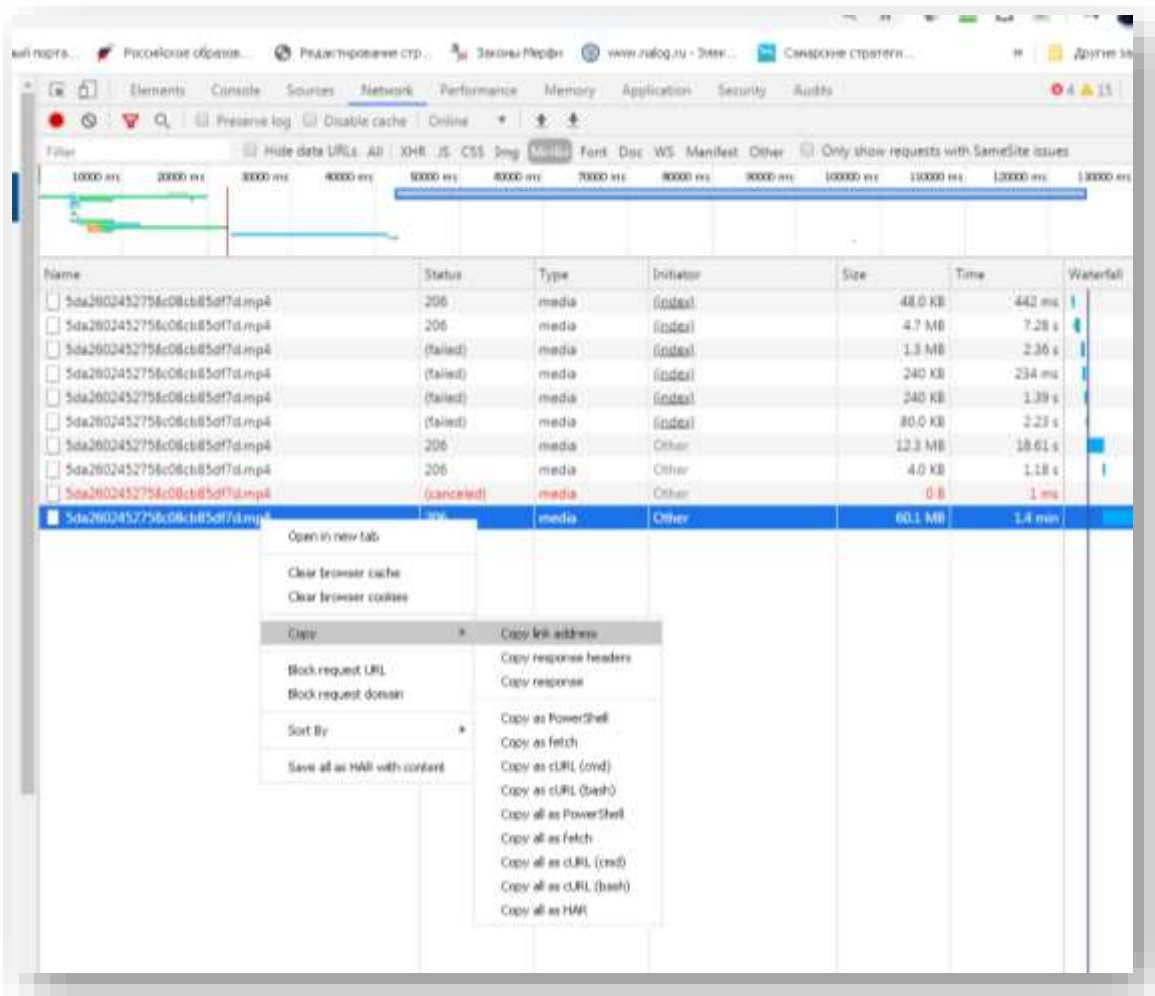 Российское образов... Редактирование стр... Законы Мерфи www.nalog.ru - Элек... Самарские стратеги... » Другие за
Elements Console Sources Network Performance Memory Application Security Audits 4 15
Preserve log Disable cache Online
Filter Hide data URLs All XHR JS CSS Img Media Font Doc WS Manifest Other Only show requests with SameSite issues
10000 ms 20000 ms 30000 ms 40000 ms 50000 ms 60000 ms 70000 ms 80000 ms 90000 ms 100000 ms 110000 ms 120000 ms 130000 ms
Name Status Type Initiator Size Time Waterfall
5da2602452758c08cb85df7d.mp4 206 media (index) 48.0 KB 442 ms
5da2602452758c08cb85df7d.mp4 206 media (index) 4.7 MB 7.28 s
5da2602452758c08cb85df7d.mp4 (failed) media (index) 1.3 MB 2.36 s
5da2602452758c08cb85df7d.mp4 (failed) media (index) 240 KB 234 ms
5da2602452758c08cb85df7d.mp4 (failed) media (index) 240 KB 1.39 s
5da2602452758c08cb85df7d.mp4 (failed) media (index) 80.0 KB 2.23 s
5da2602452758c08cb85df7d.mp4 206 media Other 12.3 MB 18.61 s
5da2602452758c08cb85df7d.mp4 206 media Other 4.0 KB 1.18 s
5da2602452758c08cb85df7d.mp4 (canceled) media Other 0 B 1 ms
5da2602452758c08cb85df7d.mp4 206 media Other 60.1 MB 1.4 min
Open in new tab
Clear browser cache
Clear browser cookies
Copy Copy link address
Copy response headers
Block request URL
Copy response
Block request domain
Copy as PowerShell
Sort By
Copy as fetch
Save all as HAR with content Copy as cURL (cmd)
Copy as cURL (bash)
Copy all as PowerShell
Copy all as fetch
Copy all as cURL (cmd)
Copy all as cURL (bash)
Copy all as HAR